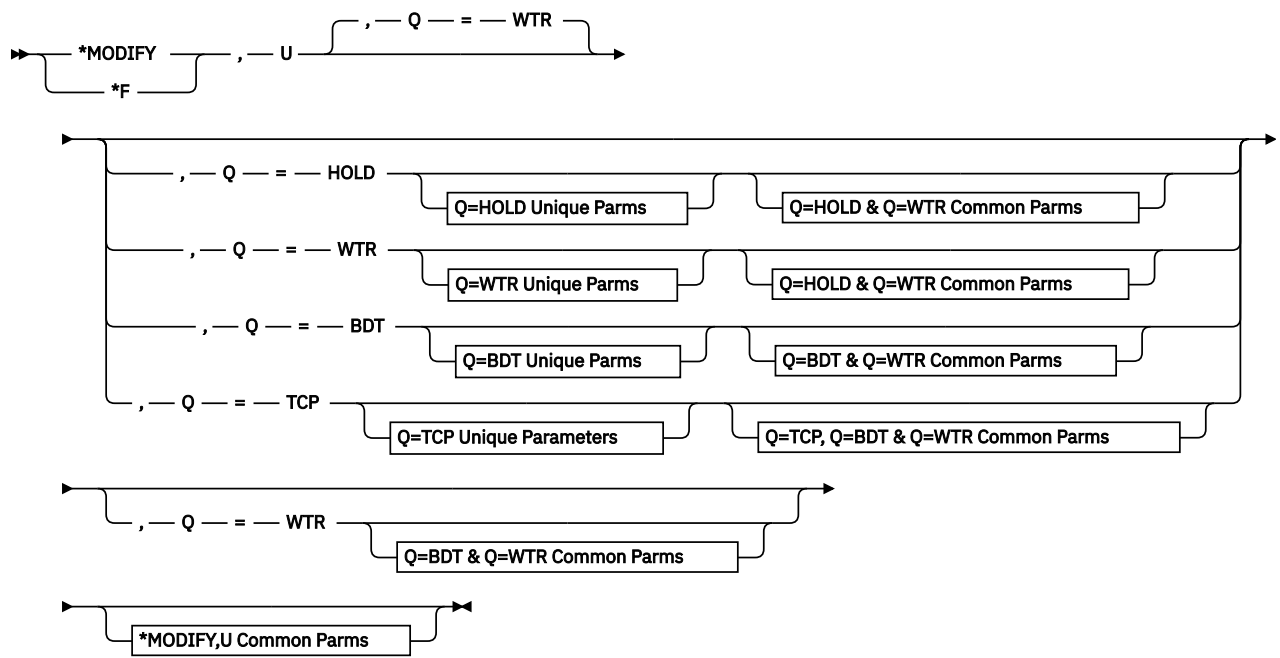 , Q = WTR
*MODIFY , U
*F
, Q = HOLD
Q=HOLD Unique Parms Q=HOLD & Q=WTR Common Parms
, Q = WTR
Q=WTR Unique Parms Q=HOLD & Q=WTR Common Parms
, Q = BDT
Q=BDT Unique Parms Q=BDT & Q=WTR Common Parms
, Q = TCP
Q=TCP Unique Parameters Q=TCP, Q=BDT & Q=WTR Common Parms
, Q = WTR
Q=BDT & Q=WTR Common Parms
*MODIFY,U Common Parms